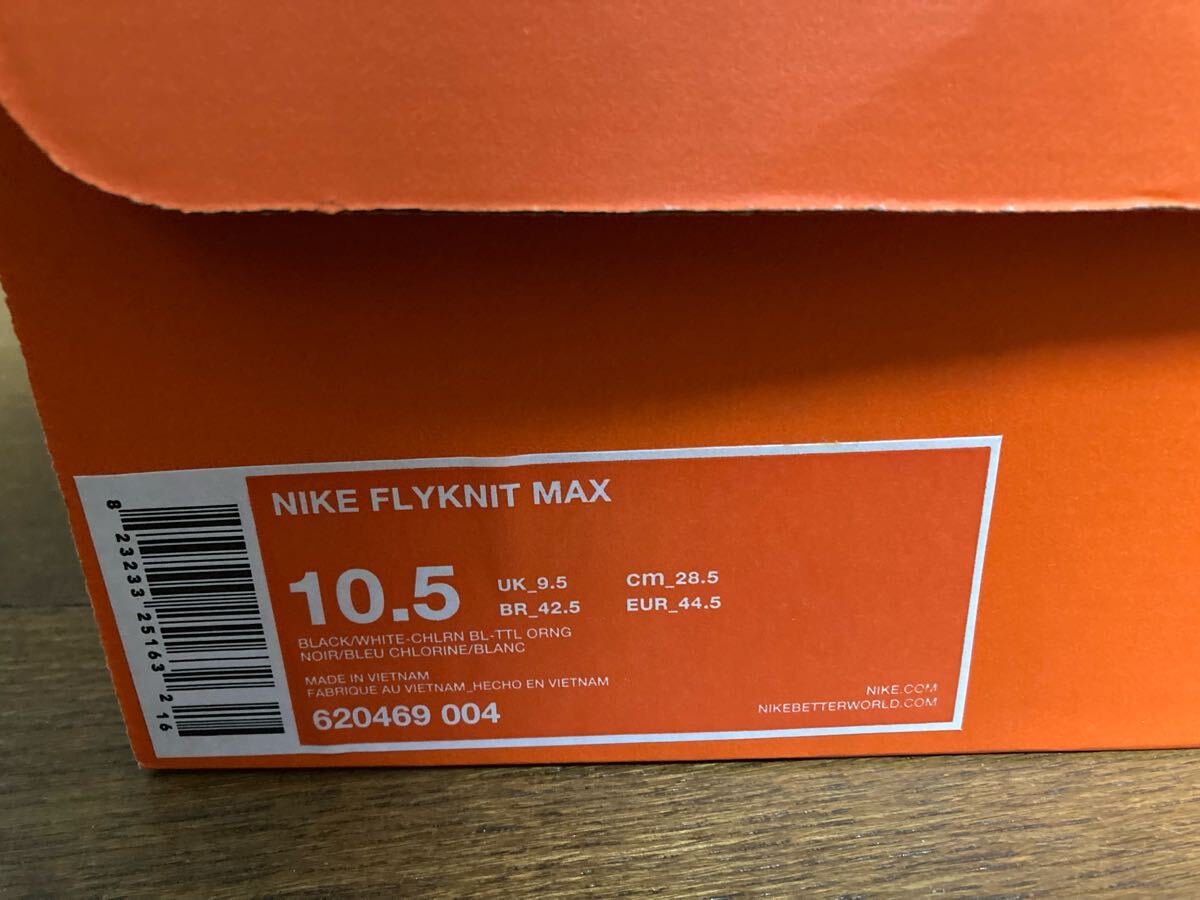 NIKE FLYKNIT MAX
10.5
UK_9.5 cm_28.5
BR_42.5 EUR_44.5
BLACK/WHITE-CHLRN BL-TTL ORNG
NOIR/BLEU CHLORINE/BLANC
MADE IN VIETNAM
FABRIQUE AU VIETNAM_HECHO EN VIETNAM
620469 004
NIKE.COM
NIKEBETTERWORLD.COM
8 23233 25163 2 16